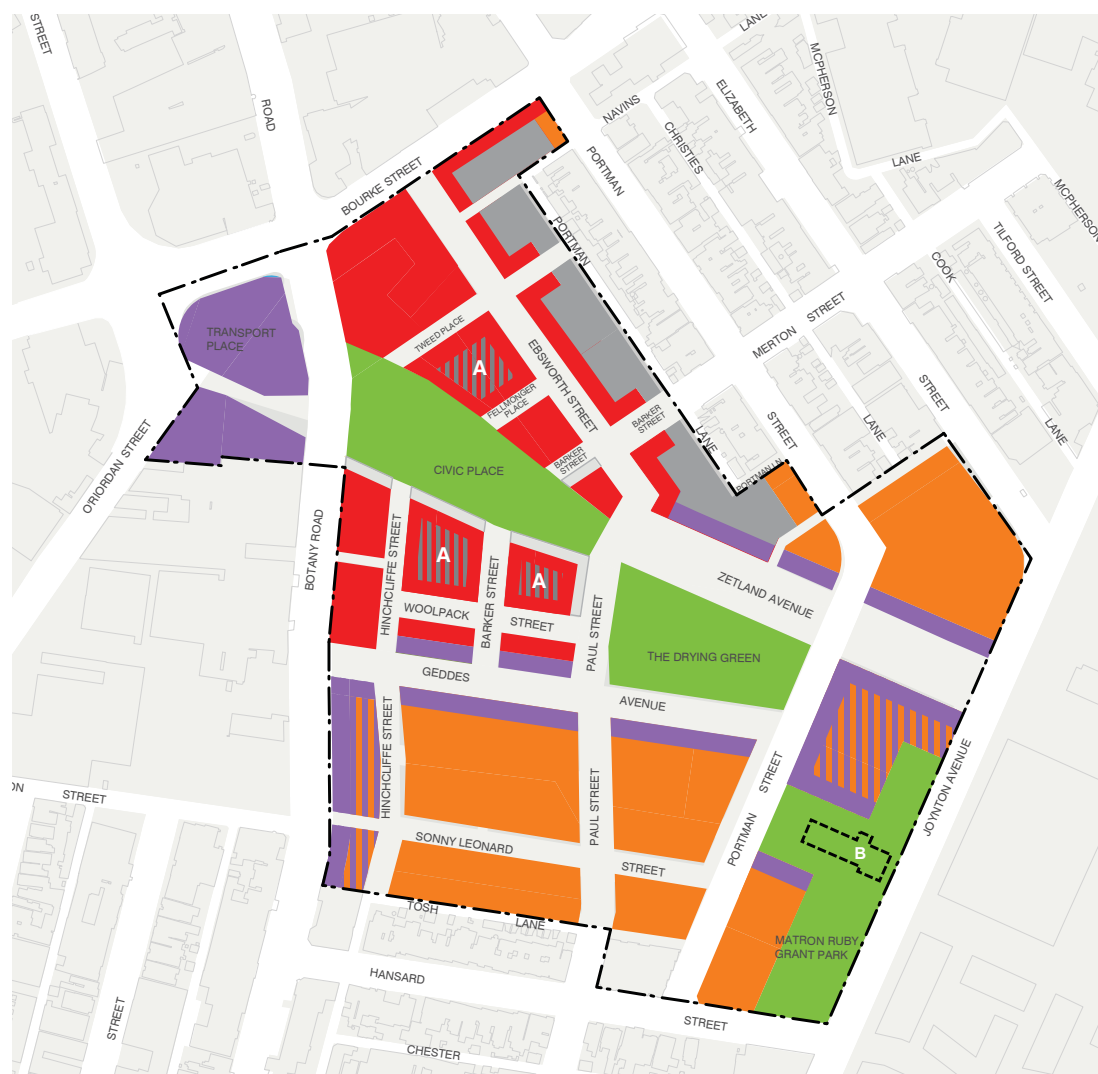 STREET
ROAD
BOURKE STREET
NAVINS
PORTMAN
CHRISTIES
ELIZABETH
LANE
MCPHERSON
LANE
MCPHERSON
TILFORD STREET
COOK
STREET
LANE
MERTON STREET
LANE
PORTMAN
LANE
STREET
PORTMAN LN
TRANSPORT
PLACE
TWEED PLACE
A
FELLMONGER
PLACE
EBSWORTH STREET
BARKER
STREET
BARKER
STREET
CIVIC PLACE
O'RIORDAN STREET
BOTANY ROAD
HINCHCLIFFE STREET
A
BARKER STREET
A
WOOLPACK
STREET
PAUL STREET
ZETLAND AVENUE
THE DRYING GREEN
GEDDES
AVENUE
HINCHCLIFFE STREET
PAUL STREET
PORTMAN
STREET
JOYNTON AVENUE
ON
STREET
SONNY LEONARD
STREET
B
MATRON RUBY
GRANT PARK
TOSH
LANE
HANSARD
STREET
STREET
CHESTER